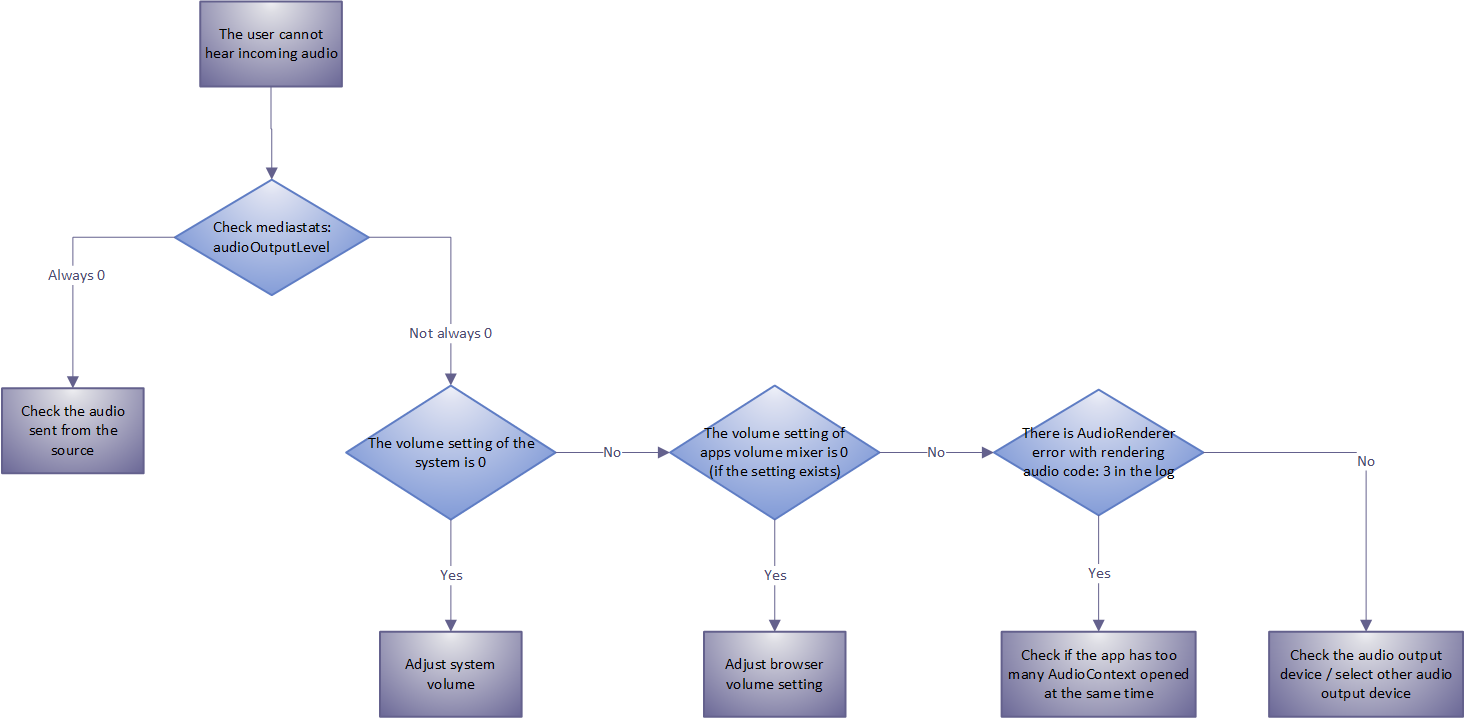 The user cannot
hear incoming audio
Check mediastats:
audioOutputLevel
Always 0
Not always 0
Check the audio
sent from the
source
The volume setting of the
system is 0
No
The volume setting of
apps volume mixer is 0
(if the setting exists)
No
There is AudioRenderer
error with rendering
audio code: 3 in the log
No
Yes
Yes
Yes
Adjust system
volume
Adjust browser
volume setting
Check if the app has too
many AudioContext opened
at the same time
Check the audio output
device / select other audio
output device